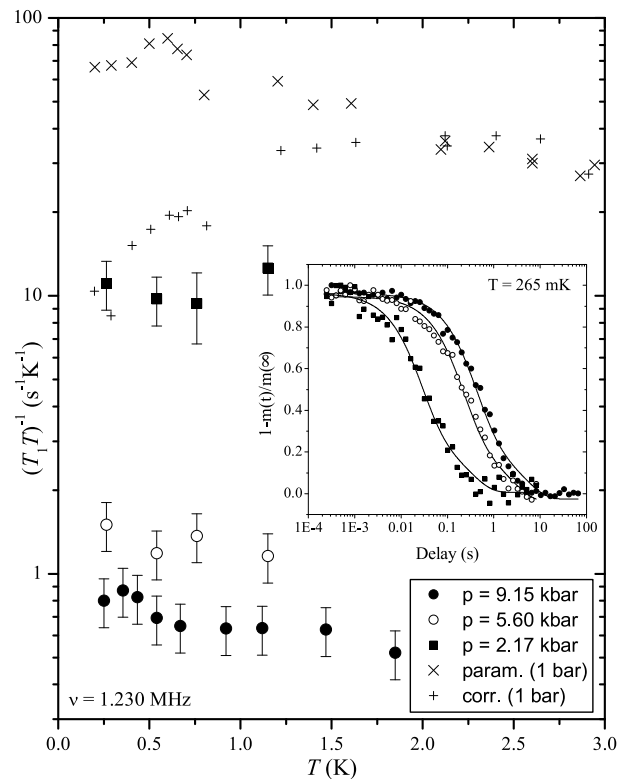 100
10
1
(T₁T)⁻¹ (s⁻¹K⁻¹)
T = 265 mK
1.0
0.8
0.6
0.4
0.2
0.0
1-m(t)/m(∞)
1E-4 1E-3 0.01 0.1 1 10 100
Delay (s)
p = 9.15 kbar
p = 5.60 kbar
p = 2.17 kbar
param. (1 bar)
corr. (1 bar)
ν = 1.230 MHz
0.0 0.5 1.0 1.5 2.0 2.5 3.0
T (K)